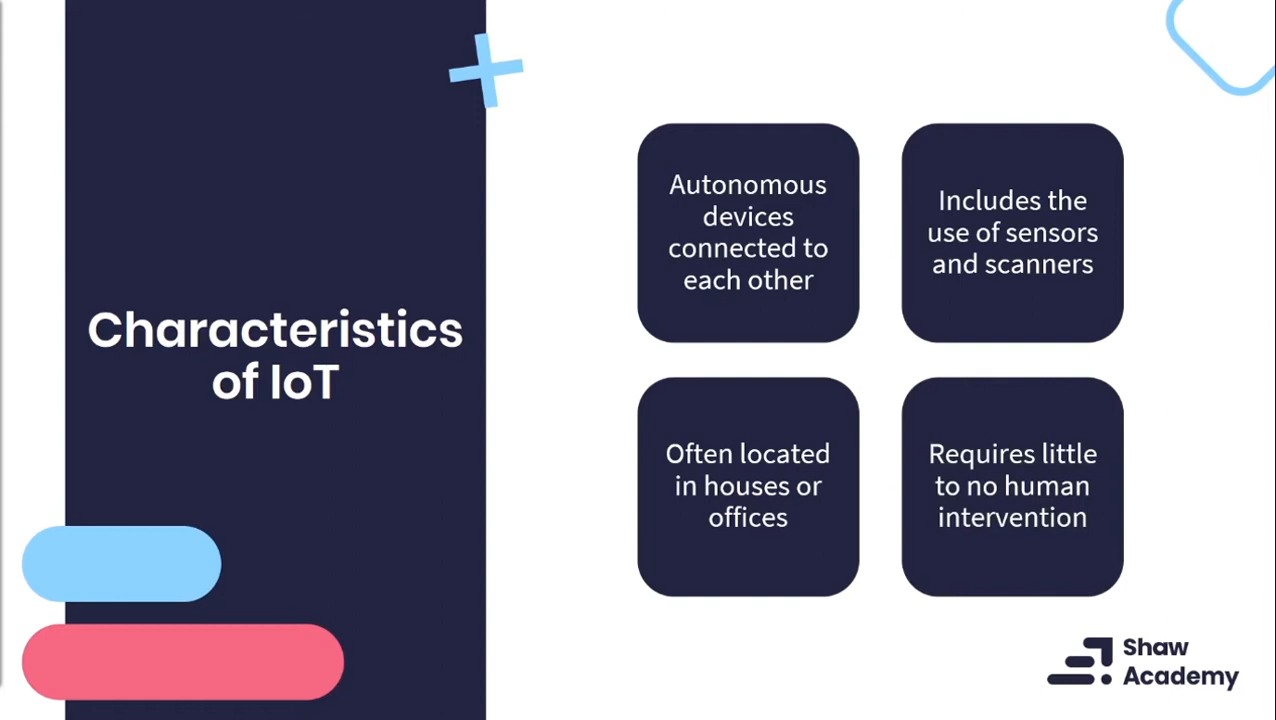 Characteristics
of IoT
Autonomous
devices
connected to
each other
Includes the
use of sensors
and scanners
Often located
in houses or
offices
Requires little
to no human
intervention
Shaw
Academy